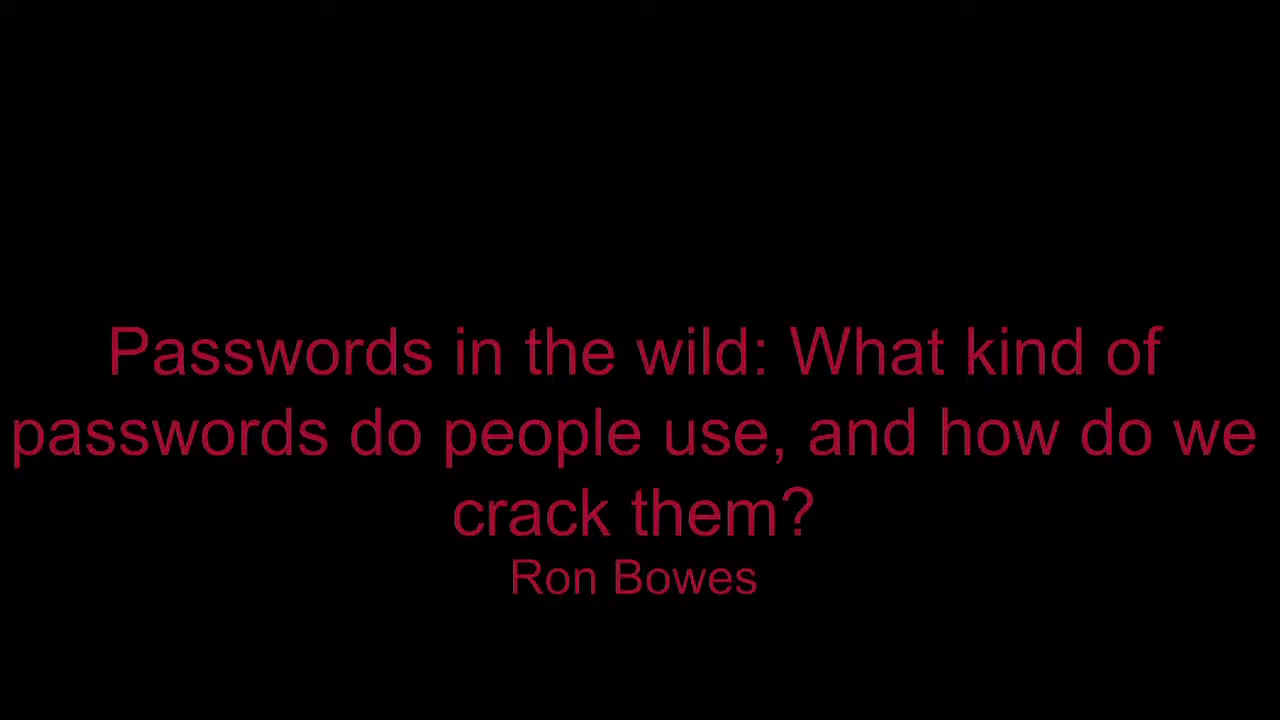 Passwords in the wild: What kind of
passwords do people use, and how do we
crack them?
Ron Bowes